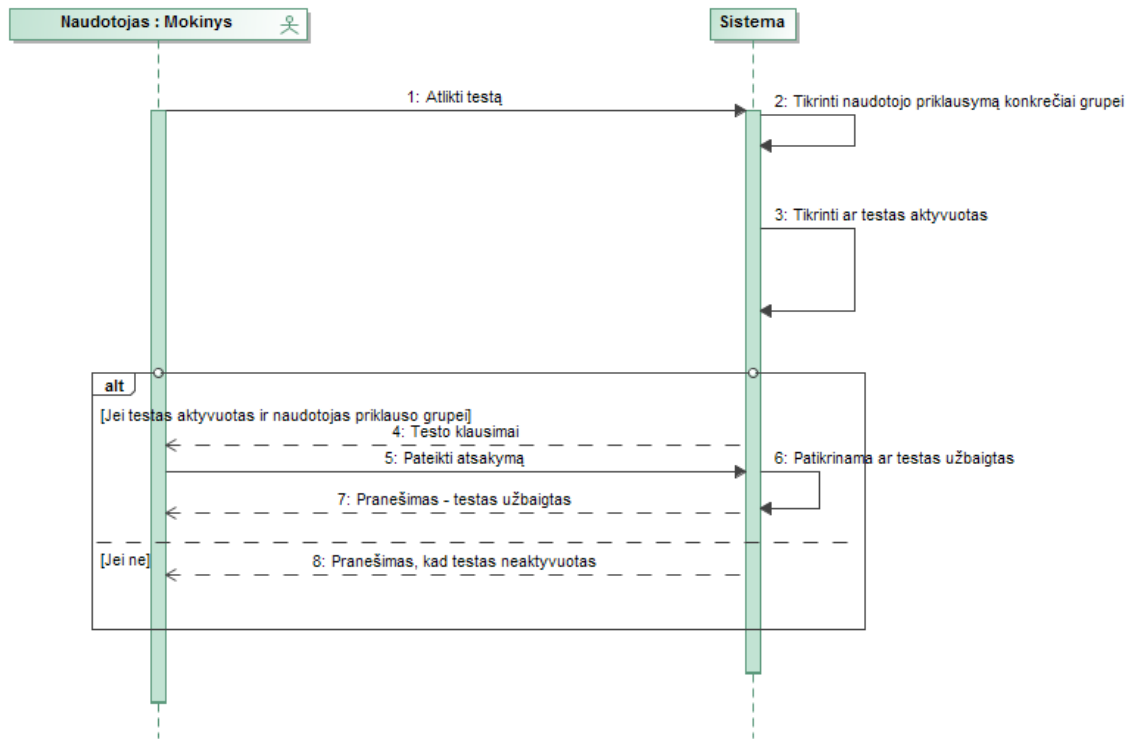 Naudotojas : Mokinys
Sistema
1: Atlikti testą
2: Tikrinti naudotojo priklausymą konkrečiai grupei
3: Tikrinti ar testas aktyvuotas
alt
[Jei testas aktyvuotas ir naudotojas priklauso grupei]
4: Testo klausimai
5: Pateikti atsakymą
6: Patikrinama ar testas užbaigtas
7: Pranešimas - testas užbaigtas
[Jei ne]
8: Pranešimas, kad testas neaktyvuotas